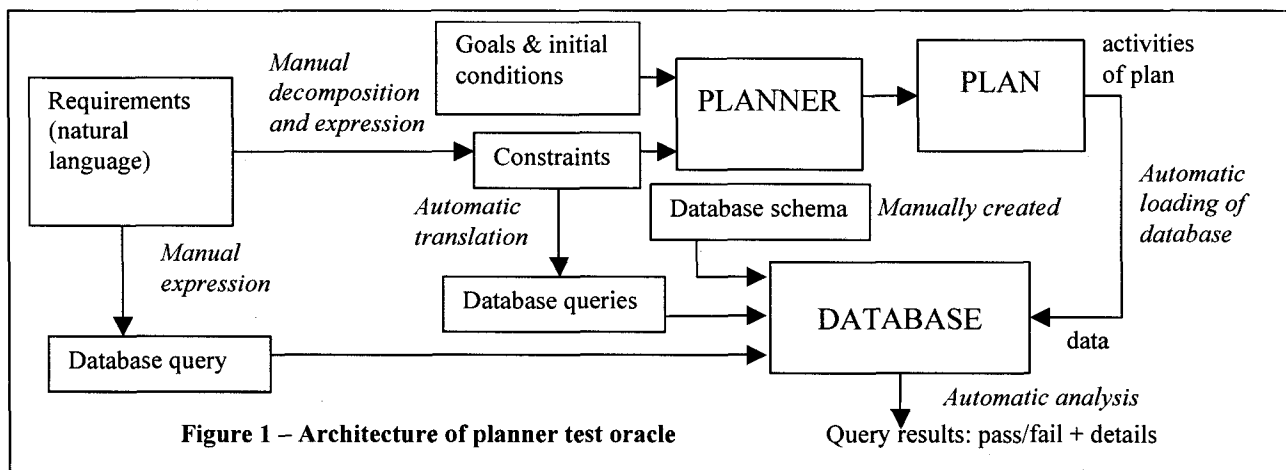 Requirements
(natural
language)
Manual
decomposition
and expression
Goals & initial
conditions
PLANNER
PLAN
activities
of plan
Constraints
Automatic
translation
Database schema
Manually created
Automatic
loading of
database
Manual
expression
Database queries
DATABASE
data
Database query
Automatic analysis
Figure 1 – Architecture of planner test oracle
Query results: pass/fail + details